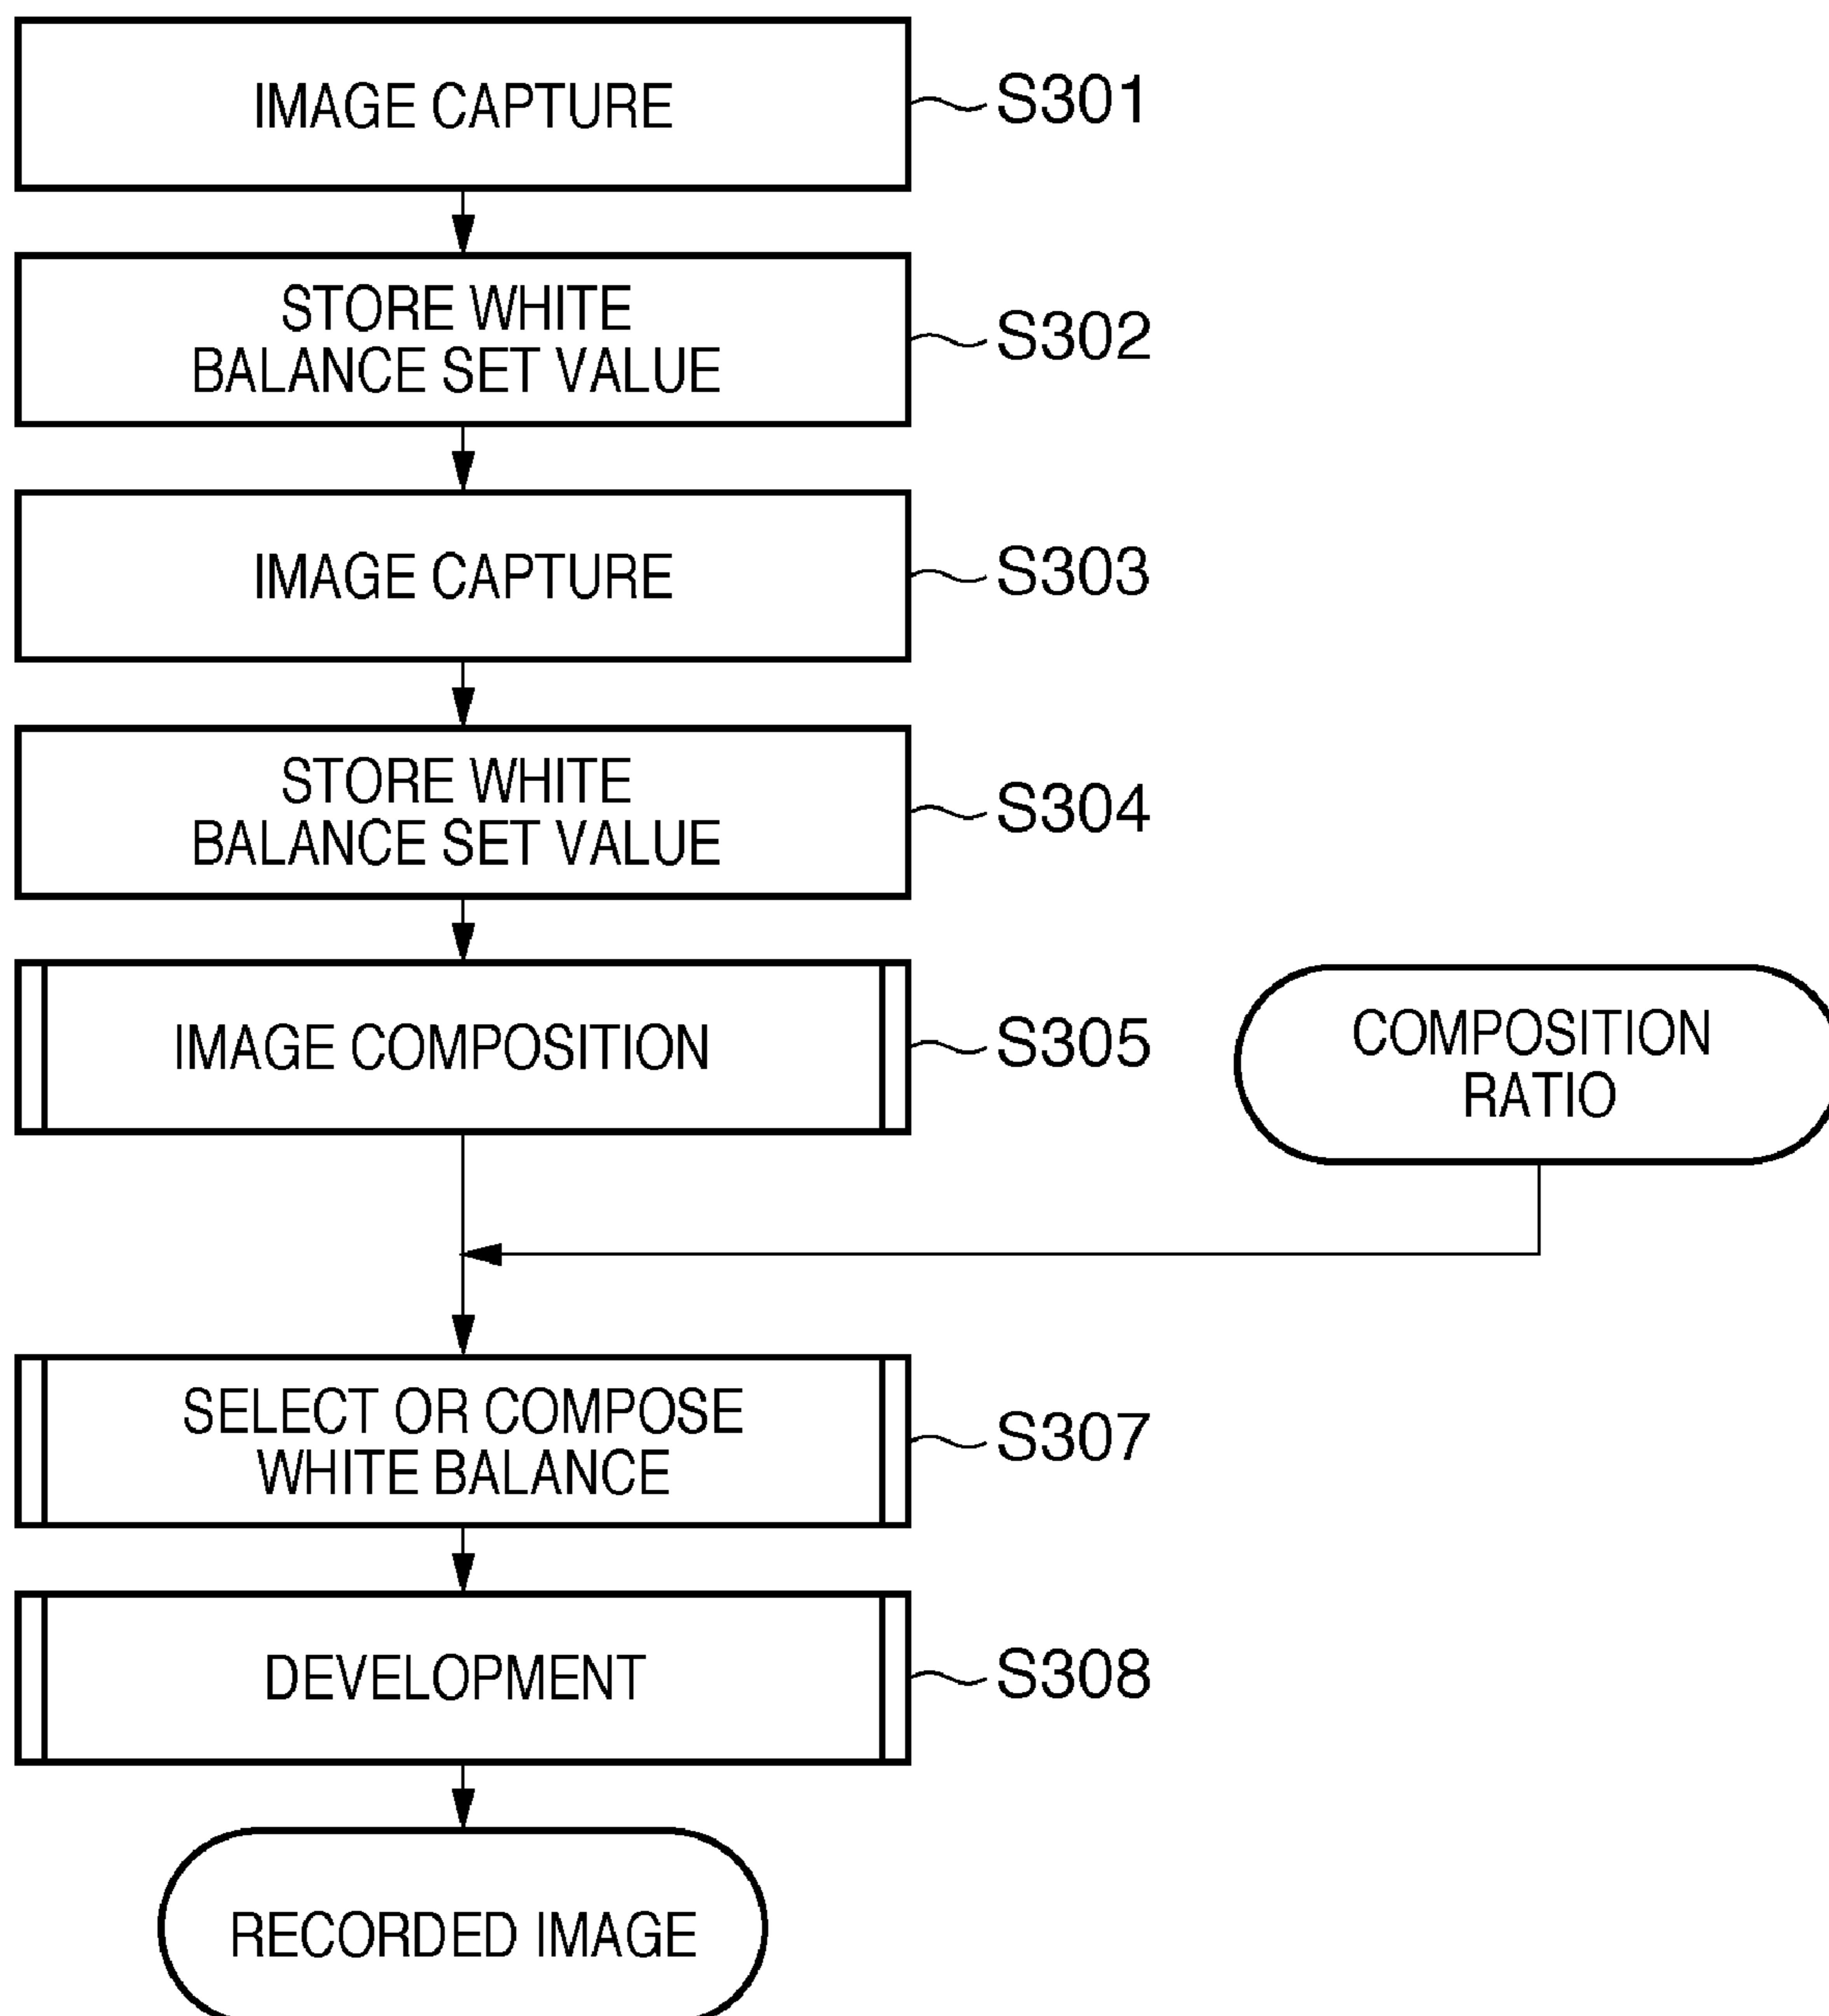 IMAGE CAPTURE
S301
STORE WHITE
BALANCE SET VALUE
S302
IMAGE CAPTURE
S303
STORE WHITE
BALANCE SET VALUE
S304
IMAGE COMPOSITION
S305
COMPOSITION
RATIO
SELECT OR COMPOSE
WHITE BALANCE
S307
DEVELOPMENT
S308
RECORDED IMAGE